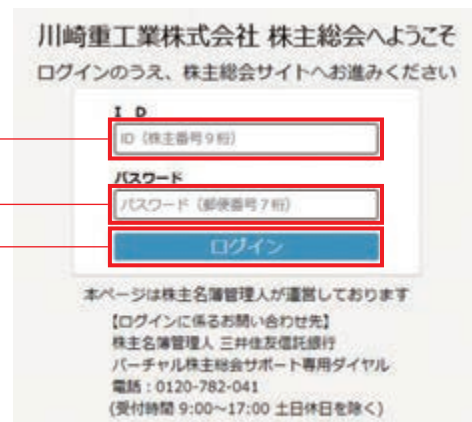 川崎重工業株式会社 株主総会へようこそ
ログインのうえ、株主総会サイトへお進みください
I D
ID（株主番号9桁）
パスワード
パスワード（郵便番号7桁）
ログイン
本ページは株主名簿管理人が運営しております
【ログインに係るお問い合わせ先】
株主名簿管理人 三井住友信託銀行
バーチャル株主総会サポート専用ダイヤル
電話：0120-782-041
(受付時間 9:00～17:00 土日休日を除く)